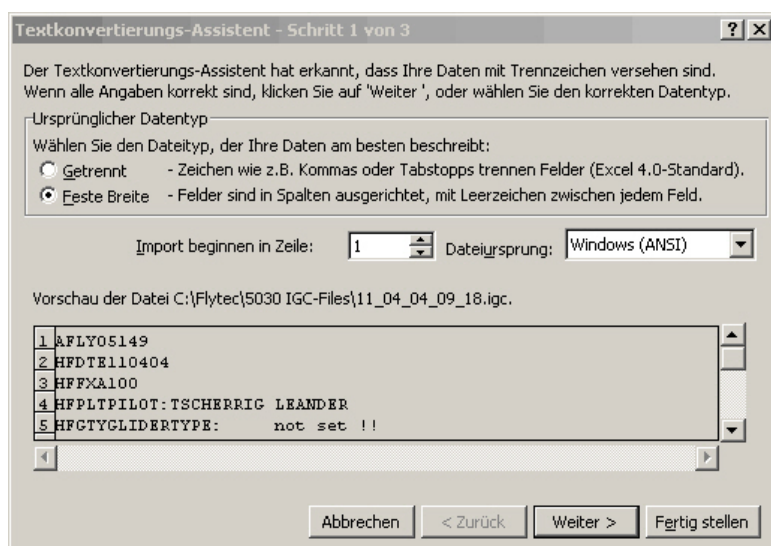 Textkonvertierungs-Assistent - Schritt 1 von 3
Der Textkonvertierungs-Assistent hat erkannt, dass Ihre Daten mit Trennzeichen versehen sind.
Wenn alle Angaben korrekt sind, klicken Sie auf 'Weiter ', oder wählen Sie den korrekten Datentyp.
Ursprünglicher Datentyp
Wählen Sie den Dateityp, der Ihre Daten am besten beschreibt:
Getrennt - Zeichen wie z.B. Kommas oder Tabstopps trennen Felder (Excel 4.0-Standard).
Feste Breite - Felder sind in Spalten ausgerichtet, mit Leerzeichen zwischen jedem Feld.
Import beginnen in Zeile: 1 Dateiursprung: Windows (ANSI)
Vorschau der Datei C:\Flytec\5030 IGC-Files\11_04_04_09_18.igc.
1 AFLY05149
2 HFDTE110404
3 HFFXA100
4 HFPLTPILOT:TSCHERRIG LEANDER
5 HFGTYGLIDERTYPE: not set !!
Abbrechen < Zurück Weiter > Fertig stellen